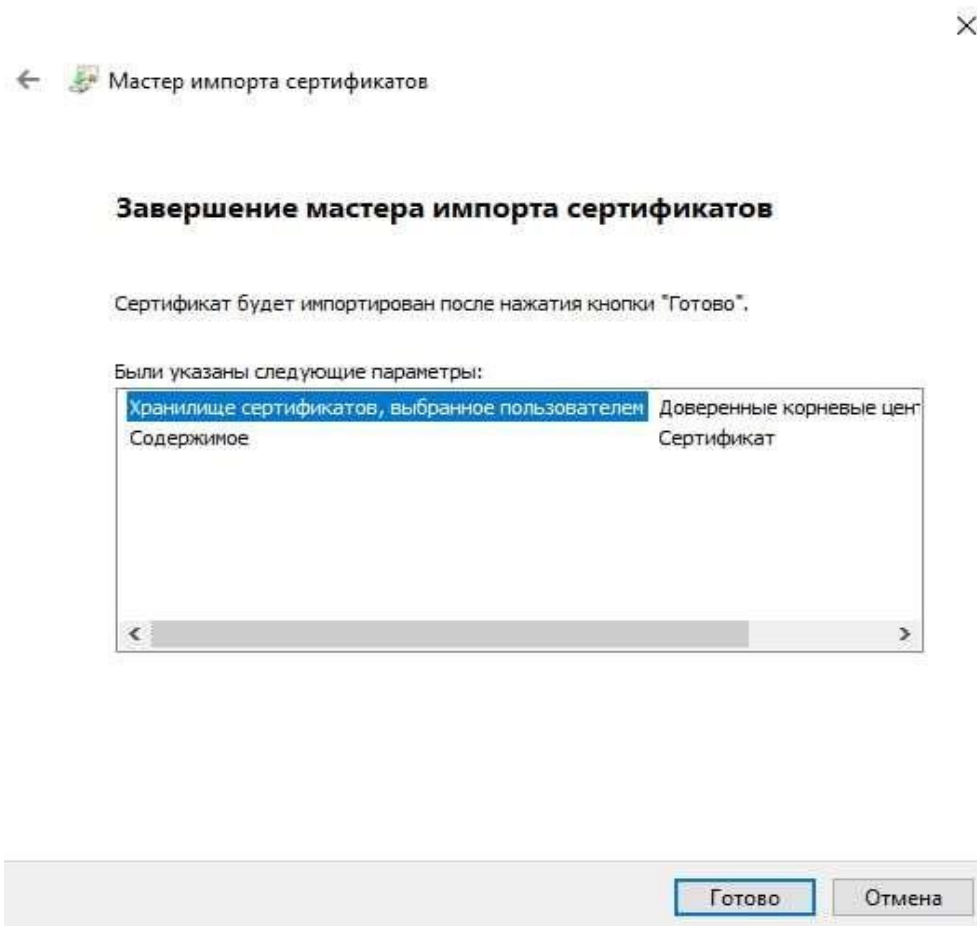 Мастер импорта сертификатов
Завершение мастера импорта сертификатов
Сертификат будет импортирован после нажатия кнопки "Готово".
Были указаны следующие параметры:
Хранилище сертификатов, выбранное пользователем Доверенные корневые цент
Содержимое Сертификат
Готово Отмена